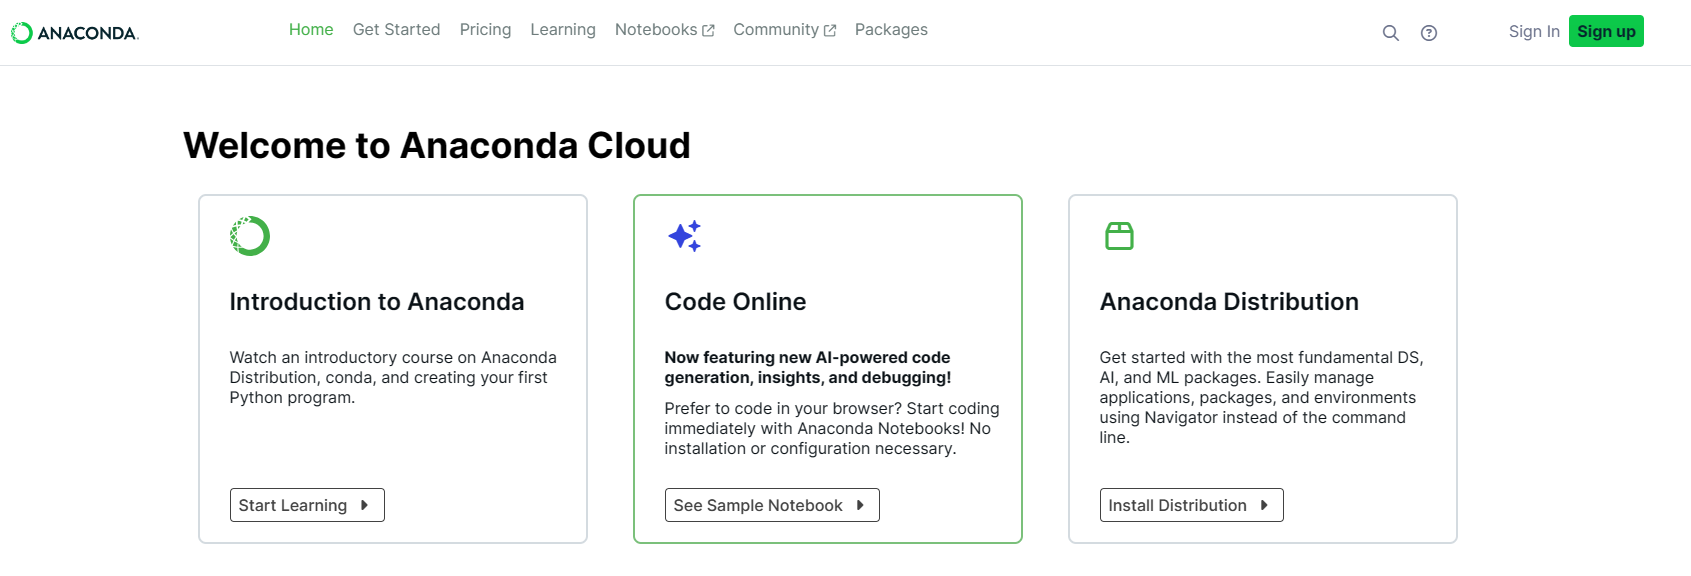 ANACONDA.
Home Get Started Pricing Learning Notebooks Community Packages
Sign In Sign up
Welcome to Anaconda Cloud
Introduction to Anaconda
Watch an introductory course on Anaconda
Distribution, conda, and creating your first
Python program.
Start Learning
Code Online
Now featuring new AI-powered code
generation, insights, and debugging!
Prefer to code in your browser? Start coding
immediately with Anaconda Notebooks! No
installation or configuration necessary.
See Sample Notebook
Anaconda Distribution
Get started with the most fundamental DS,
AI, and ML packages. Easily manage
applications, packages, and environments
using Navigator instead of the command
line.
Install Distribution